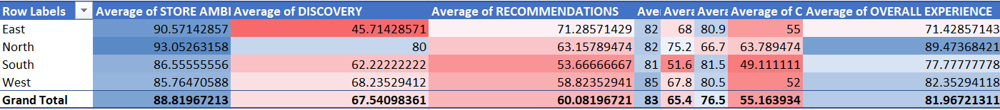 Row Labels Average of STORE AMBI Average of DISCOVERY Average of RECOMMENDATIONS Avei Avera Avera Average of C Average of OVERALL EXPERIENCE
East 90.57142857 45.71428571 71.28571429 82 68 80.9 55 71.42857143
North 93.05263158 80 63.15789474 82 75.2 66.7 63.789474 89.47368421
South 86.55555556 62.22222222 53.66666667 81 51.6 81.5 49.111111 77.77777778
West 85.76470588 68.23529412 58.82352941 85 67.8 80.5 52 82.35294118
Grand Total 88.81967213 67.54098361 60.08196721 83 65.4 76.5 55.163934 81.96721311